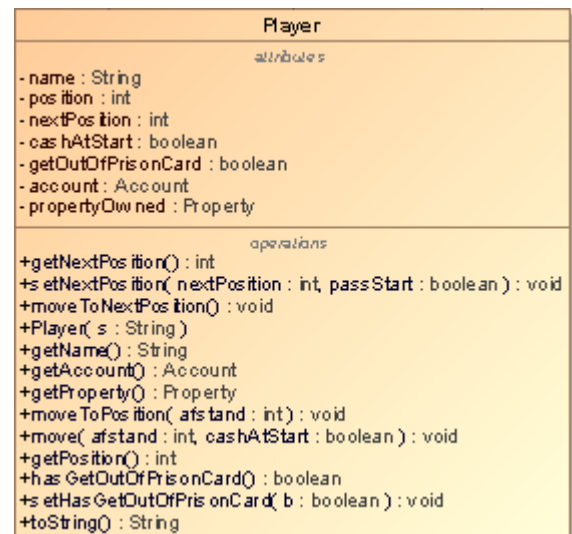 Player
attributes
- name : String
- position : int
- nextPosition : int
- cashAtStart : boolean
- getOutOfPrisonCard : boolean
- account : Account
- propertyOwned : Property
operations
+getNextPosition() : int
+setNextPosition( nextPosition : int, passStart : boolean ) : void
+moveToNextPosition() : void
+Player( s : String )
+getName() : String
+getAccount() : Account
+getProperty() : Property
+moveToPosition( afstand : int ) : void
+move( afstand : int, cashAtStart : boolean ) : void
+getPosition() : int
+hasGetOutOfPrisonCard() : boolean
+setHasGetOutOfPrisonCard( b : boolean ) : void
+toString() : String